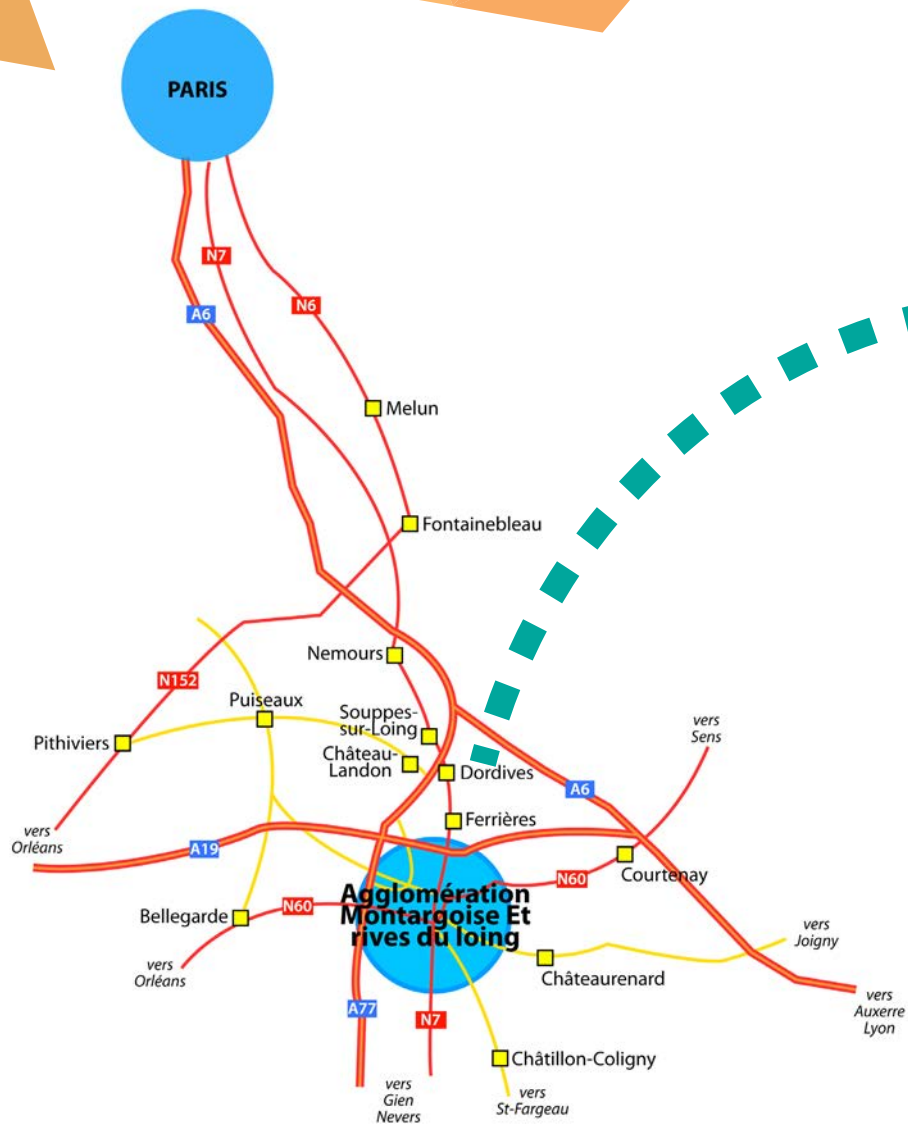 PARIS
N7
N6
A6
Melun
Fontainebleau
Nemours
N152
Puiseaux
Souppes-
sur-Loing
vers
Sens
Pithiviers
Château-
Landon
Dordives
A6
Ferrières
vers
Orléans
A19
Courtenay
N60
Agglomération
Montargoise Et
rives du loing
N60
Bellegarde
vers
Joigny
vers
Orléans
Châteaurenard
A77
N7
vers
Auxerre
Lyon
Châtillon-Coligny
vers
Gien
Nevers
vers
St-Fargeau